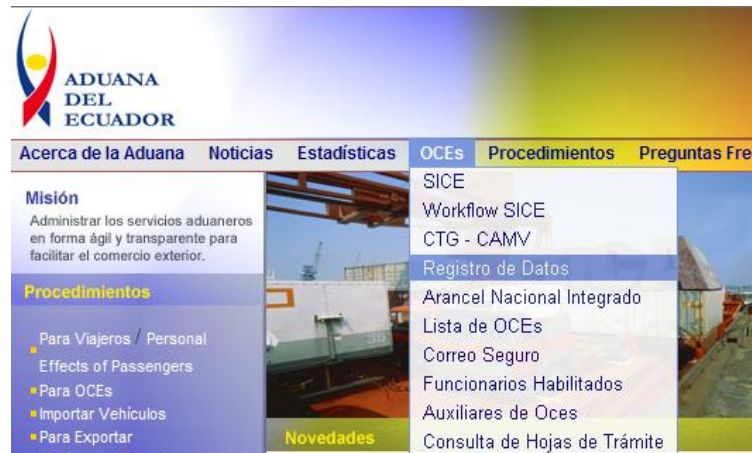 ADUANA
DEL
ECUADOR
Acerca de la Aduana Noticias Estadísticas OCEs Procedimientos Preguntas Fre
Misión
Administrar los servicios aduaneros
en forma ágil y transparente para
facilitar el comercio exterior.
Procedimientos
Para Viajeros / Personal
Effects of Passengers
Para OCEs
Importar Vehículos
Para Exportar
SICE
Workflow SICE
CTG - CAMV
Registro de Datos
Arancel Nacional Integrado
Lista de OCEs
Correo Seguro
Funcionarios Habilitados
Auxiliares de Oces
Consulta de Hojas de Trámite
Novedades